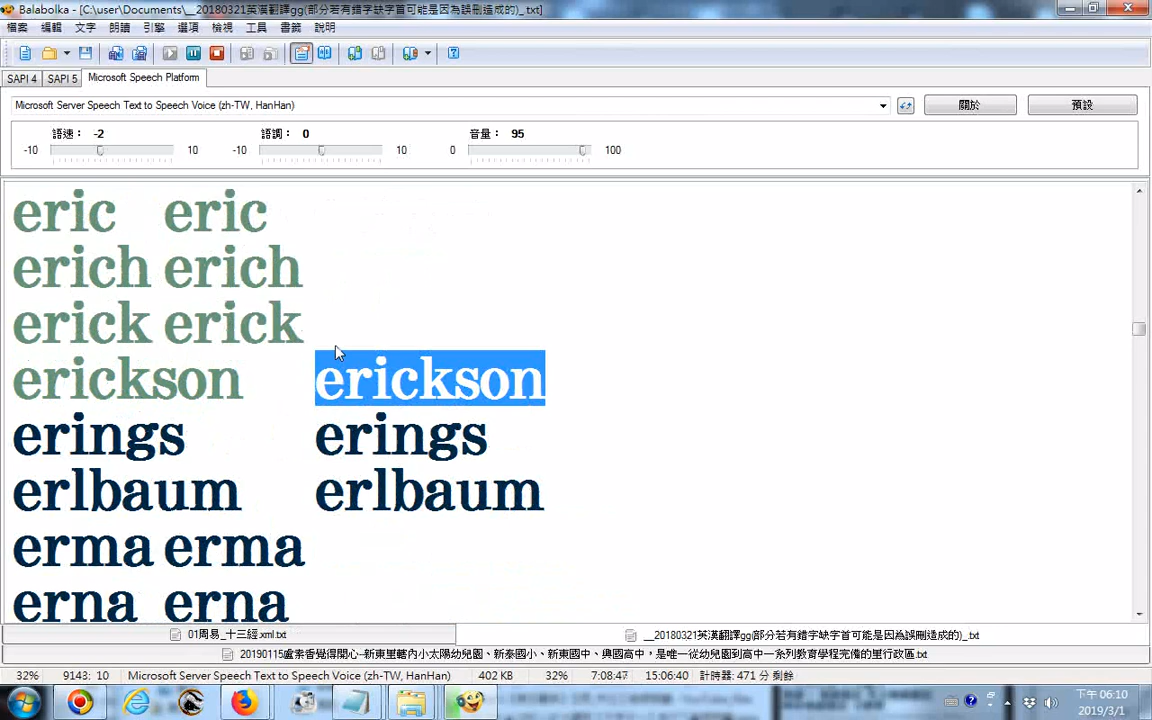 Balabolka - [C:\user\Documents\__20180321英漢翻譯gg(部分若有錯字缺字首可能是因為誤刪造成的)_.txt]
檔案 編輯 文字 朗讀 引擎 選項 檢視 工具 書籤 說明
SAPI 4 SAPI 5 Microsoft Speech Platform
Microsoft Server Speech Text to Speech Voice (zh-TW, HanHan) 關於 預設
語速： -2 語調： 0 音量： 95
-10 10 -10 10 0 100
eric eric
erich erich
erick erick
erickson erickson
erings erings
erlbaum erlbaum
erma erma
erna erna
01周易_十三經.xml.txt __20180321英漢翻譯gg(部分若有錯字缺字首可能是因為誤刪造成的)_.txt
20190115盧素香覺得開心-新東里轄內小太陽幼兒園、新泰國小、新東國中、興國高中，是唯一從幼兒園到高中一系列教育學程完備的里行政區.txt
32% 9143: 10 Microsoft Server Speech Text to Speech Voice (zh-TW, HanHan) 402 KB 32% 7:08:47 15:06:40 計時器: 471 分 剩餘
下午 06:10
2019/3/1